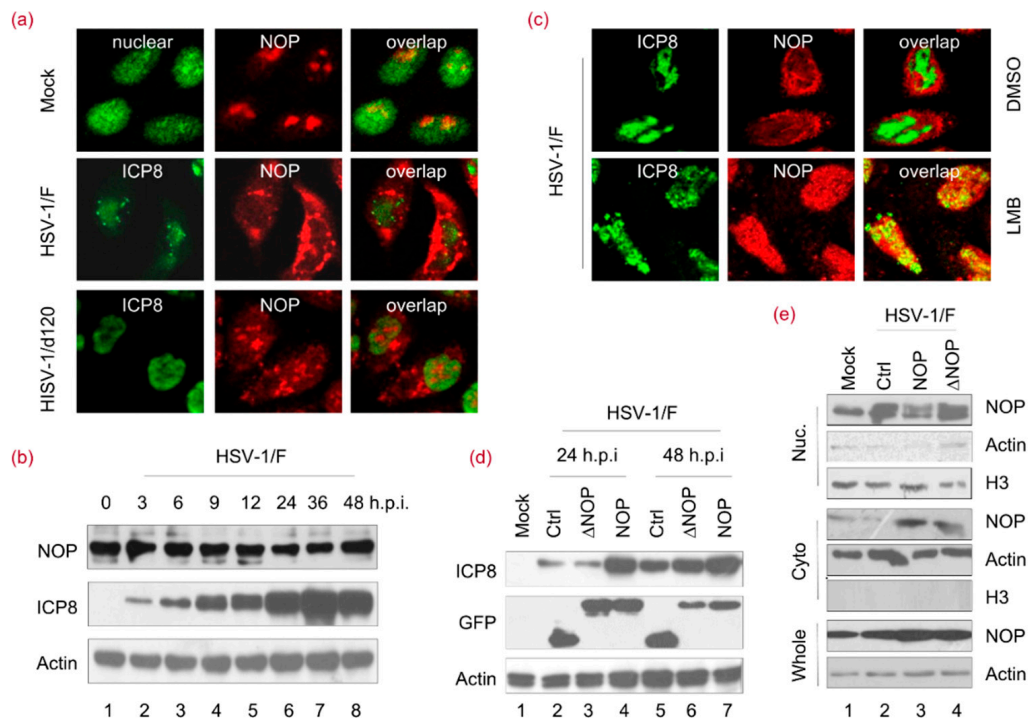 (a)
nuclear NOP overlap
Mock
ICP8 NOP overlap
HSV-1/F
ICP8 NOP overlap
HISV-1/d120
(b)
HSV-1/F
0 3 6 9 12 24 36 48 h.p.i.
NOP
ICP8
Actin
1 2 3 4 5 6 7 8
(c)
ICP8 NOP overlap
DMSO
HSV-1/F
ICP8 NOP overlap
LMB
(d)
HSV-1/F
24 h.p.i 48 h.p.i
Mock Ctrl ΔNOP NOP Ctrl ΔNOP NOP
ICP8
GFP
Actin
1 2 3 4 5 6 7
(e)
HSV-1/F
Mock Ctrl NOP ΔNOP
Nuc.
NOP
Actin
H3
Cyto
NOP
Actin
H3
Whole
NOP
Actin
1 2 3 4